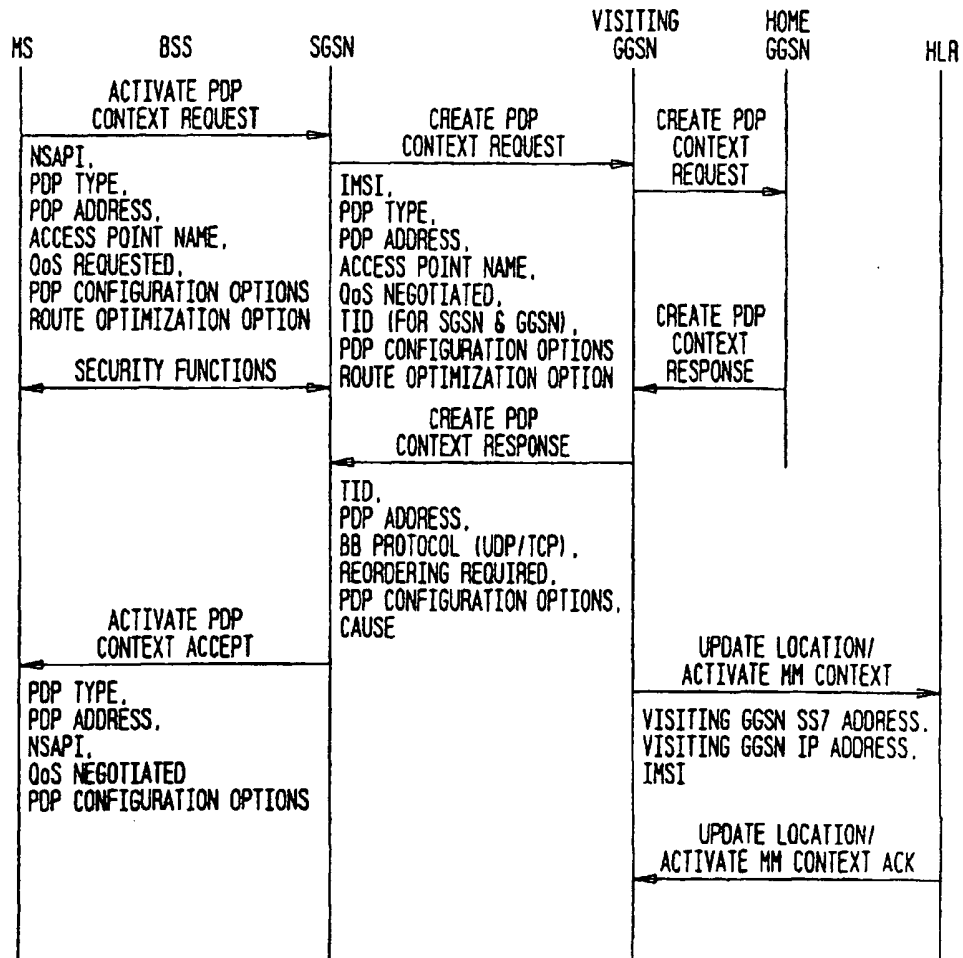 MS
BSS
SGSN
VISITING
GGSN
HOME
GGSN
HLR
ACTIVATE PDP
CONTEXT REQUEST
NSAPI,
PDP TYPE,
PDP ADDRESS,
ACCESS POINT NAME,
QoS REQUESTED,
PDP CONFIGURATION OPTIONS
ROUTE OPTIMIZATION OPTION
SECURITY FUNCTIONS
CREATE PDP
CONTEXT REQUEST
IMSI,
PDP TYPE,
PDP ADDRESS,
ACCESS POINT NAME,
QoS NEGOTIATED,
TID (FOR SGSN & GGSN),
PDP CONFIGURATION OPTIONS
ROUTE OPTIMIZATION OPTION
CREATE PDP
CONTEXT
REQUEST
CREATE PDP
CONTEXT
RESPONSE
CREATE PDP
CONTEXT RESPONSE
TID,
PDP ADDRESS,
BB PROTOCOL (UDP/TCP),
REORDERING REQUIRED,
PDP CONFIGURATION OPTIONS,
CAUSE
ACTIVATE PDP
CONTEXT ACCEPT
PDP TYPE,
PDP ADDRESS,
NSAPI,
QoS NEGOTIATED
PDP CONFIGURATION OPTIONS
UPDATE LOCATION/
ACTIVATE MM CONTEXT
VISITING GGSN SS7 ADDRESS,
VISITING GGSN IP ADDRESS,
IMSI
UPDATE LOCATION/
ACTIVATE MM CONTEXT ACK